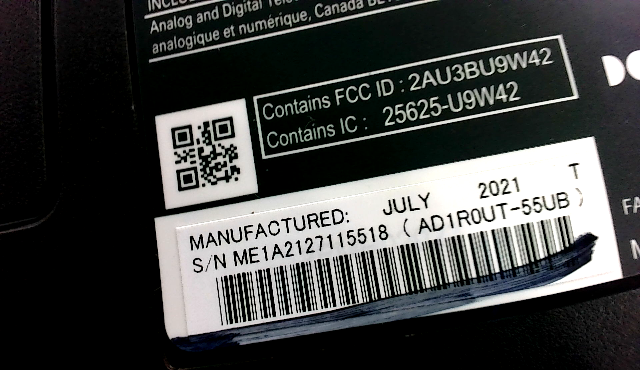 Analog and Digital
analogique et numérique, Canada
Contains FCC ID : 2AU3BU9W42
Contains IC : 25625-U9W42
MANUFACTURED: JULY 2021 T
S/N ME1A2127115518 ( AD1R0UT-55UB )